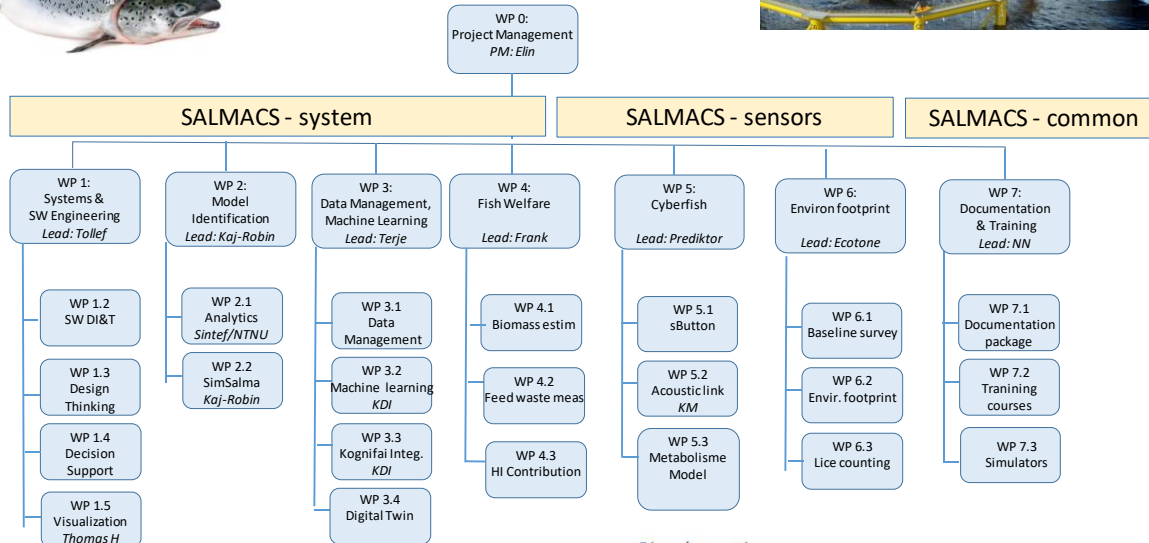 WP 0:
Project Management
PM: Elin
SALMACS - system
SALMACS - sensors
SALMACS - common
WP 1:
Systems &
SW Engineering
Lead: Tollef
WP 2:
Model
Identification
Lead: Kaj-Robin
WP 3:
Data Management,
Machine Learning
Lead: Terje
WP 4:
Fish Welfare
Lead: Frank
WP 5:
Cyberfish
Lead: Prediktor
WP 6:
Environ footprint
Lead: Ecotone
WP 7:
Documentation
& Training
Lead: NN
WP 1.2
SW DI&T
WP 1.3
Design
Thinking
WP 1.4
Decision
Support
WP 1.5
Visualization
Thomas H
WP 2.1
Analytics
Sintef/NTNU
WP 2.2
SimSalma
Kaj-Robin
WP 3.1
Data
Management
WP 3.2
Machine learning
KDI
WP 3.3
Kognifai Integ.
KDI
WP 3.4
Digital Twin
WP 4.1
Biomass estim
WP 4.2
Feed waste meas
WP 4.3
HI Contribution
WP 5.1
sButton
WP 5.2
Acoustic link
KM
WP 5.3
Metabolisme
Model
WP 6.1
Baseline survey
WP 6.2
Envir. footprint
WP 6.3
Lice counting
WP 7.1
Documentation
package
WP 7.2
Tranining
courses
WP 7.3
Simulators